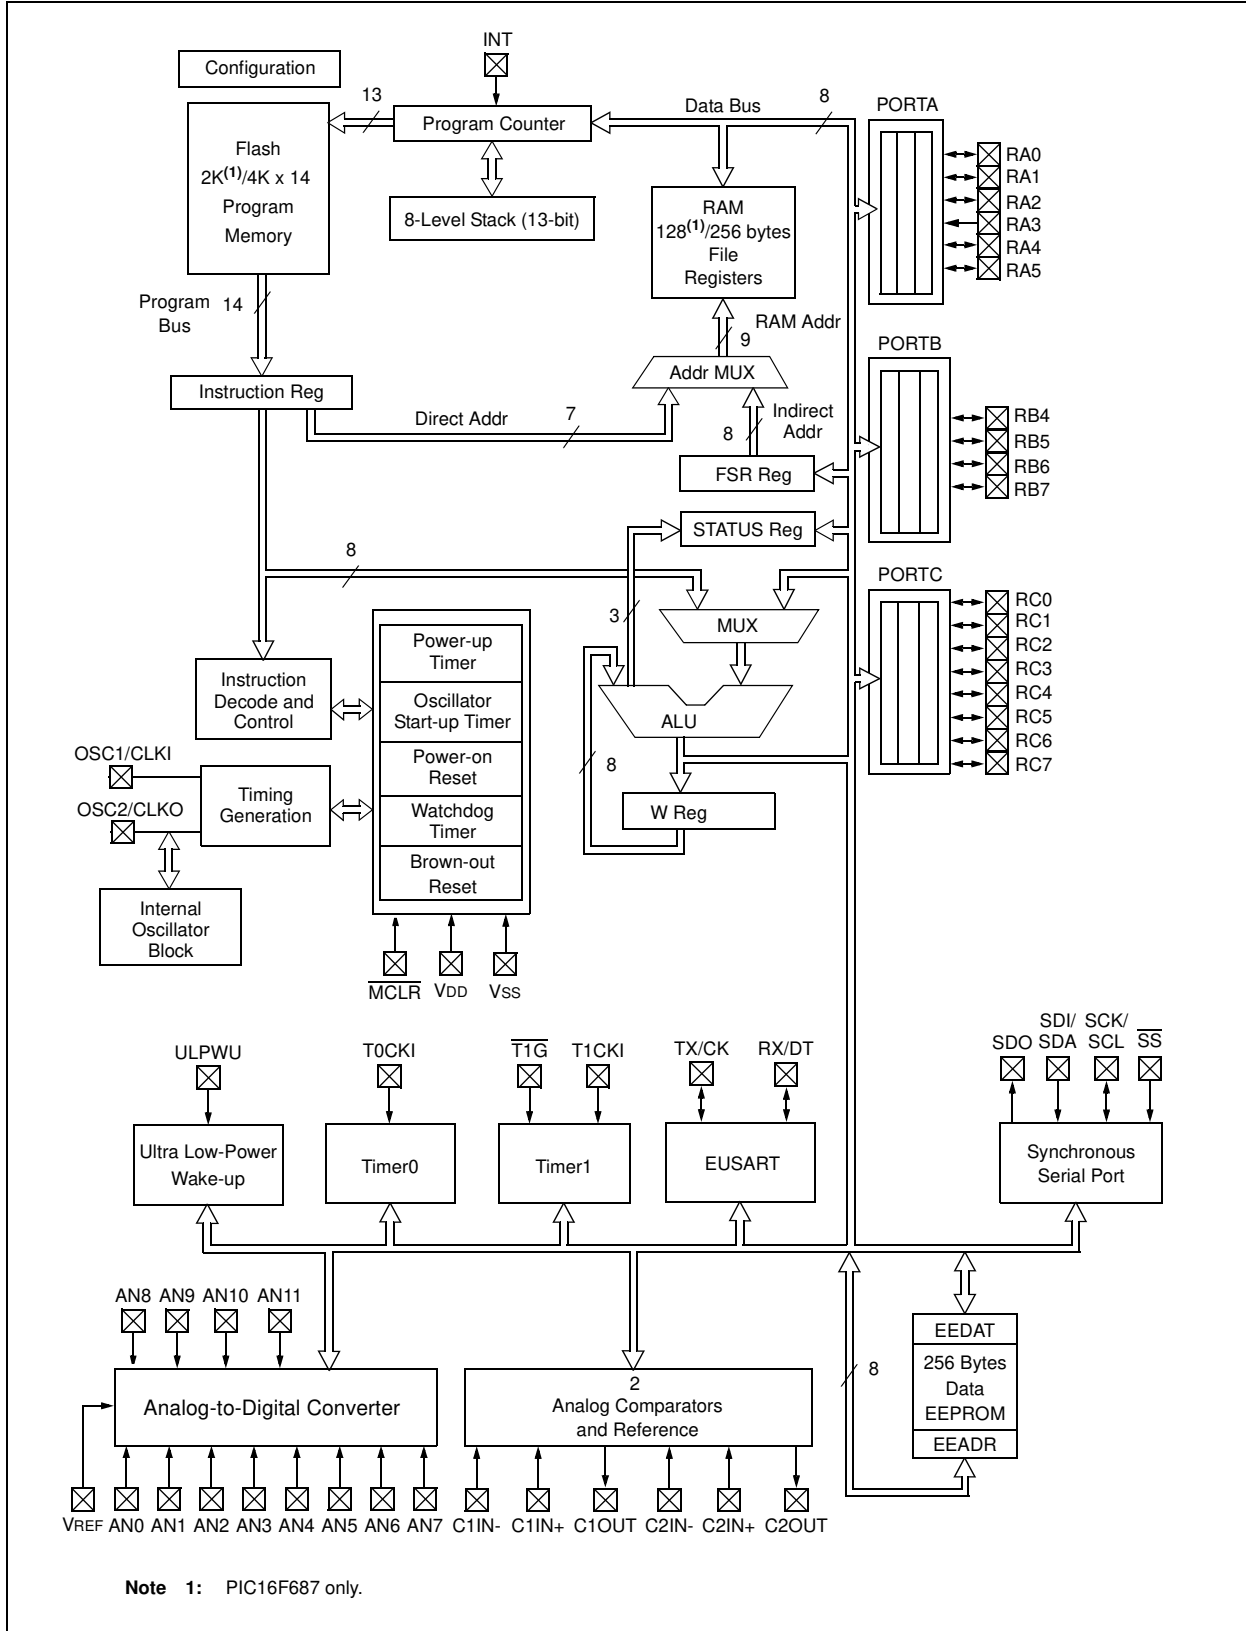 INT
Configuration
13
Data Bus
8
PORTA
Program Counter
Flash
2K(1)/4K x 14
Program
Memory
8-Level Stack (13-bit)
RAM
128(1)/256 bytes
File
Registers
RA0
RA1
RA2
RA3
RA4
RA5
Program
Bus
14
RAM Addr
9
PORTB
Addr MUX
Instruction Reg
Direct Addr
7
Indirect
Addr
8
FSR Reg
RB4
RB5
RB6
RB7
STATUS Reg
8
PORTC
3
MUX
RC0
RC1
RC2
RC3
RC4
RC5
RC6
RC7
Power-up
Timer
Instruction
Decode and
Control
Oscillator
Start-up Timer
ALU
OSC1/CLKI
Power-on
Reset
8
OSC2/CLKO
Timing
Generation
Watchdog
Timer
W Reg
Brown-out
Reset
Internal
Oscillator
Block
MCLR
VDD
VSS
ULPWU
T0CKI
T1G
T1CKI
TX/CK
RX/DT
SDO
SDI/
SDA
SCK/
SCL
SS
Ultra Low-Power
Wake-up
Timer0
Timer1
EUSART
Synchronous
Serial Port
AN8
AN9
AN10
AN11
EEDAT
256 Bytes
Data
EEPROM
EEADR
8
Analog-to-Digital Converter
2
Analog Comparators
and Reference
VREF
AN0
AN1
AN2
AN3
AN4
AN5
AN6
AN7
C1IN-
C1IN+
C1OUT
C2IN-
C2IN+
C2OUT
Note 1: PIC16F687 only.